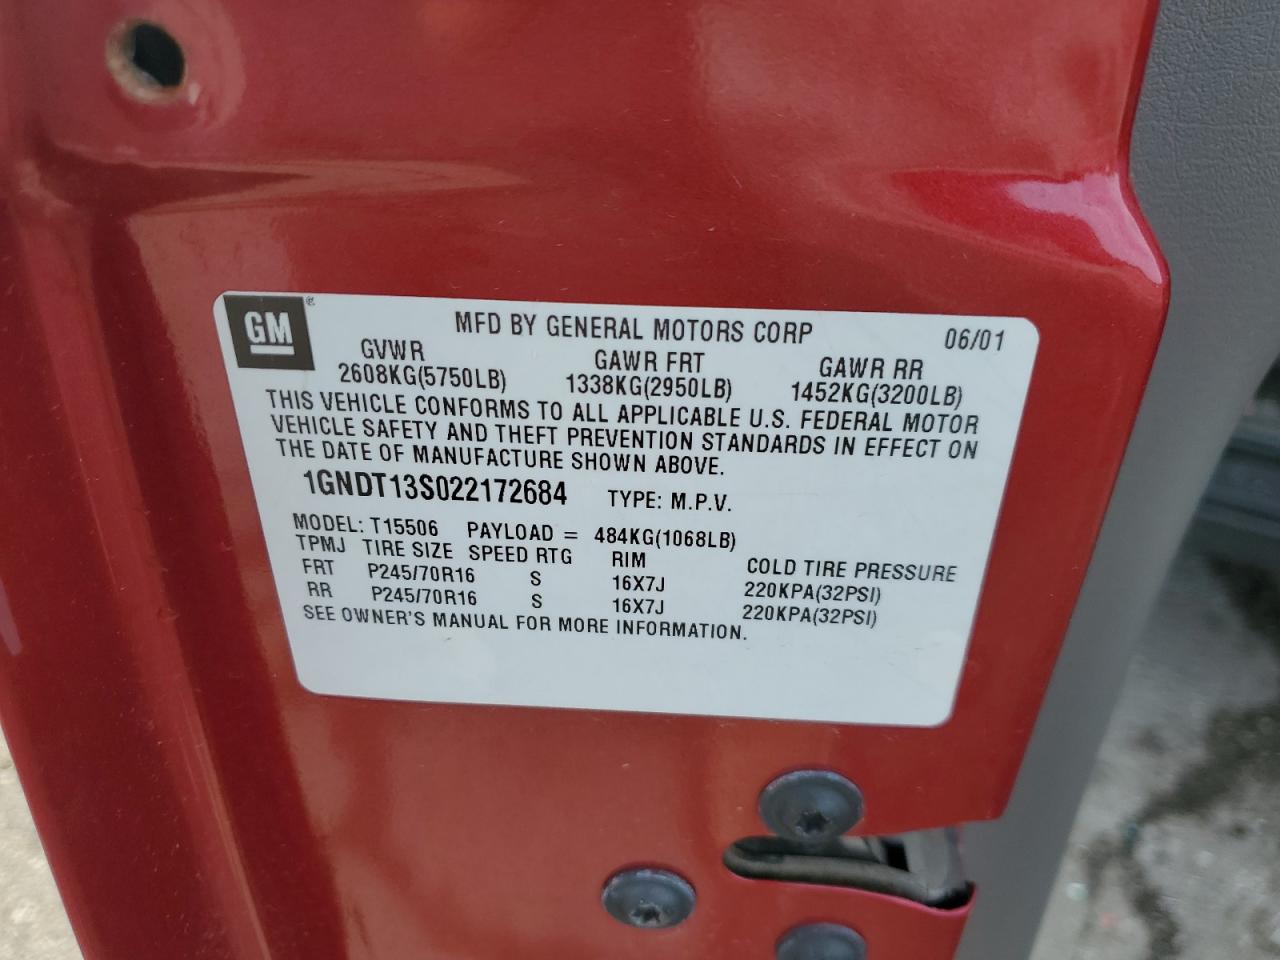 GM® MFD BY GENERAL MOTORS CORP 06/01
GVWR GAWR FRT GAWR RR
2608KG(5750LB) 1338KG(2950LB) 1452KG(3200LB)
THIS VEHICLE CONFORMS TO ALL APPLICABLE U.S. FEDERAL MOTOR
VEHICLE SAFETY AND THEFT PREVENTION STANDARDS IN EFFECT ON
THE DATE OF MANUFACTURE SHOWN ABOVE.
1GNDT13S022172684 TYPE: M.P.V.
MODEL: T15506 PAYLOAD = 484KG(1068LB)
TPMJ TIRE SIZE SPEED RTG RIM COLD TIRE PRESSURE
FRT P245/70R16 S 16X7J 220KPA(32PSI)
RR P245/70R16 S 16X7J 220KPA(32PSI)
SEE OWNER'S MANUAL FOR MORE INFORMATION.